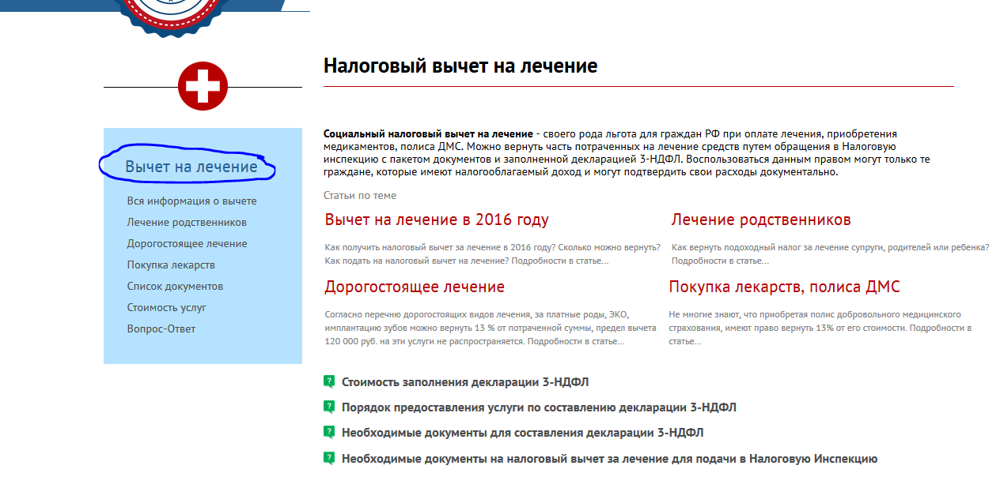 Налоговый вычет на лечение
Вычет на лечение
Вся информация о вычете
Лечение родственников
Дорогостоящее лечение
Покупка лекарств
Список документов
Стоимость услуг
Вопрос-Ответ
Социальный налоговый вычет на лечение - своего рода льгота для граждан РФ при оплате лечения, приобретения
медикаментов, полиса ДМС. Можно вернуть часть потраченных на лечение средств путем обращения в Налоговую
инспекцию с пакетом документов и заполненной декларацией 3-НДФЛ. Воспользоваться данным правом могут только те
граждане, которые имеют налогооблагаемый доход и могут подтвердить свои расходы документально.
Статьи по теме
Вычет на лечение в 2016 году
Как получить налоговый вычет за лечение в 2016 году? Сколько можно вернуть?
Как подать на налоговый вычет на лечение? Подробности в статье...
Лечение родственников
Как вернуть подоходный налог за лечение супруги, родителей или ребенка?
Подробности в статье...
Дорогостоящее лечение
Согласно перечню дорогостоящих видов лечения, за платные роды, ЭКО,
имплантацию зубов можно вернуть 13 % от потраченной суммы, предел вычета
120 000 руб. на эти услуги не распространяется. Подробности в статье...
Покупка лекарств, полиса ДМС
Не многие знают, что приобретая полис добровольного медицинского
страхования, имеют право вернуть 13% от его стоимости. Подробности в
статье...
Стоимость заполнения декларации 3-НДФЛ
Порядок предоставления услуги по составлению декларации 3-НДФЛ
Необходимые документы для составления декларации 3-НДФЛ
Необходимые документы на налоговый вычет за лечение для подачи в Налоговую Инспекцию